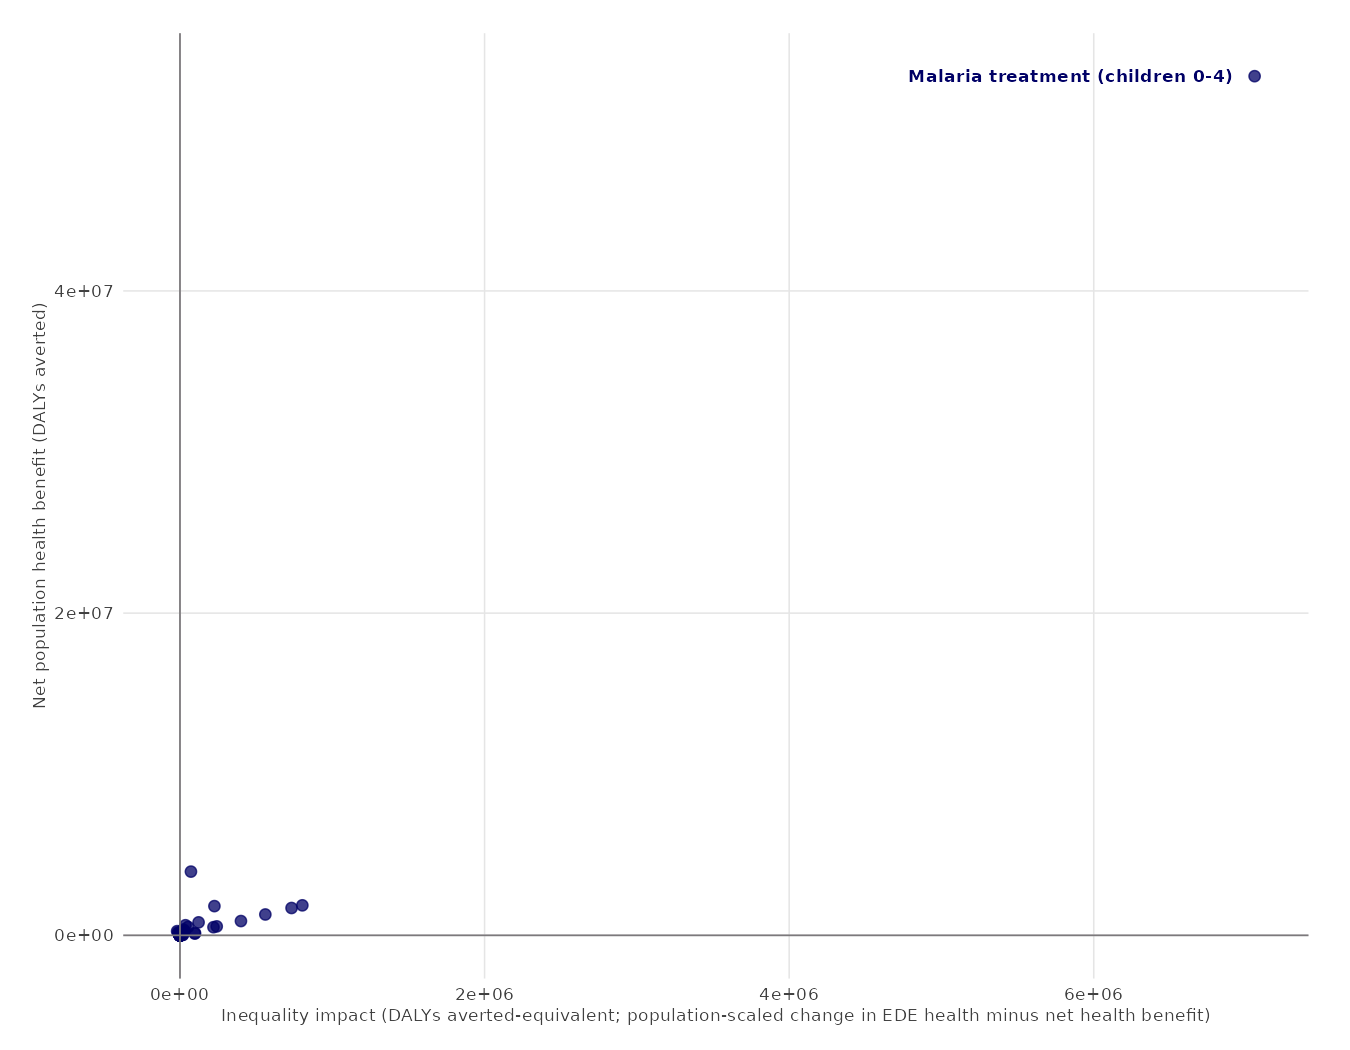 Malaria treatment (children 0-4)
4e+07
2e+07
0e+00
Net population health benefit (DALYs averted)
0e+00 2e+06 4e+06 6e+06
Inequality impact (DALYs averted-equivalent; population-scaled change in EDE health minus net health benefit)